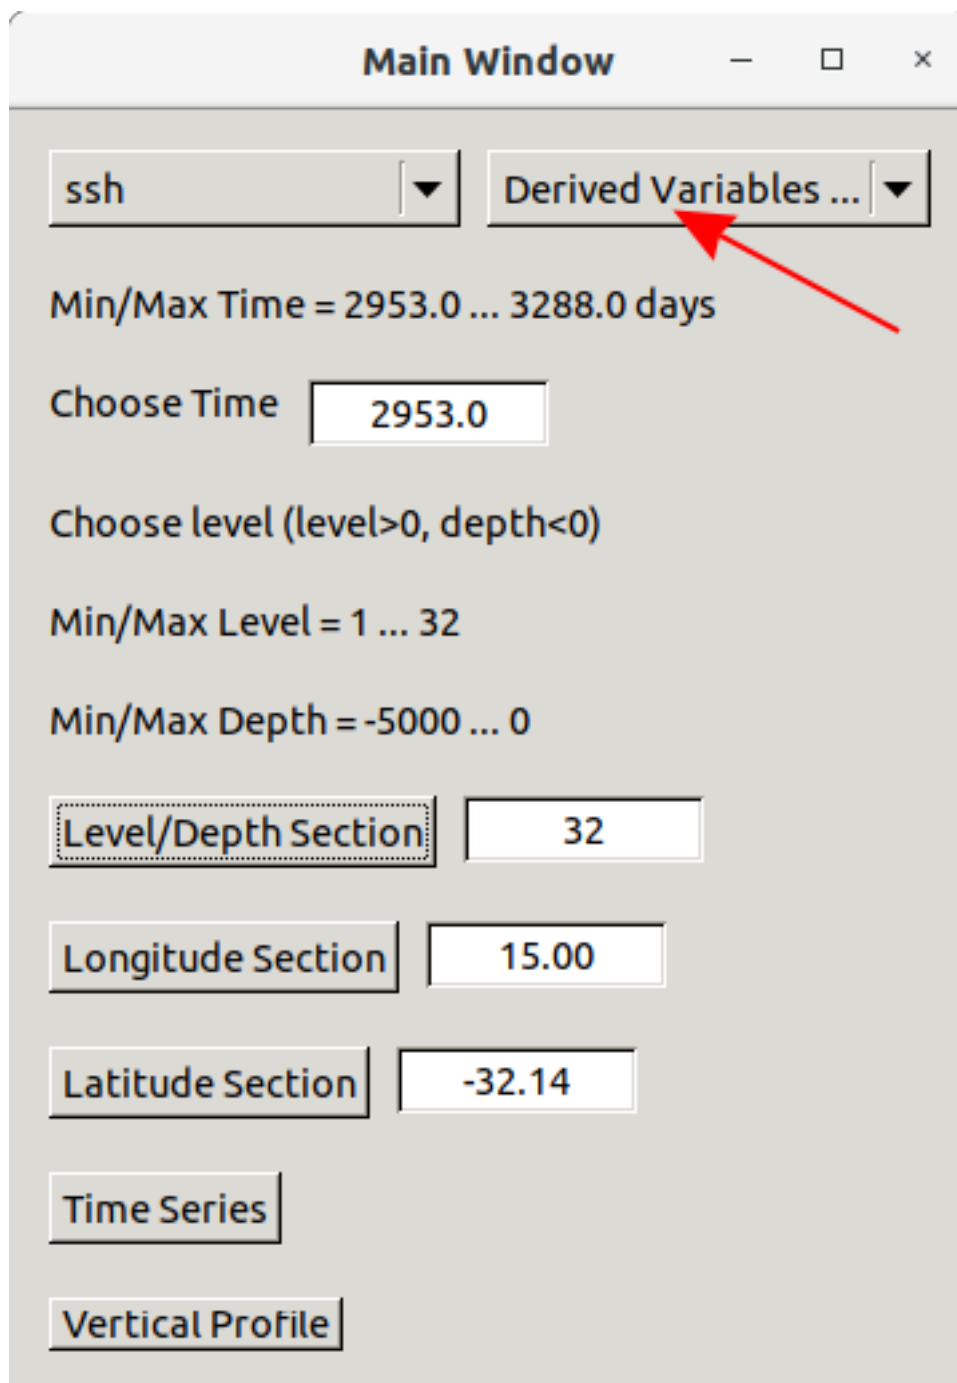 Main Window
ssh Derived Variables ...
Min/Max Time = 2953.0 ... 3288.0 days
Choose Time 2953.0
Choose level (level>0, depth<0)
Min/Max Level = 1 ... 32
Min/Max Depth = -5000 ... 0
Level/Depth Section 32
Longitude Section 15.00
Latitude Section -32.14
Time Series
Vertical Profile